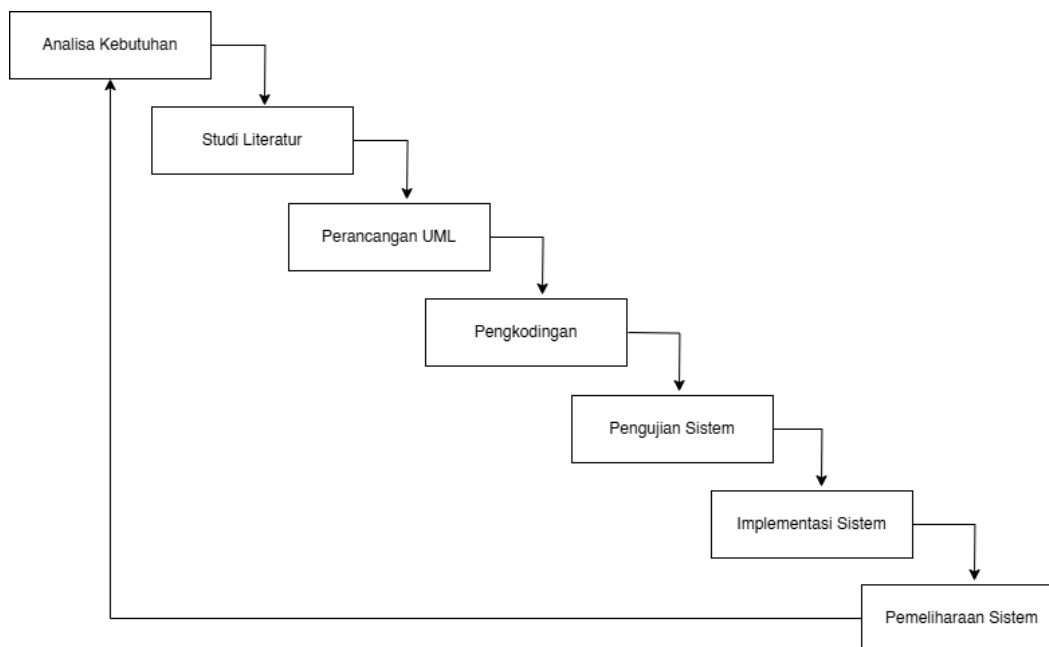 Analisa Kebutuhan
Studi Literatur
Perancangan UML
Pengkodingan
Pengujian Sistem
Implementasi Sistem
Pemeliharaan Sistem